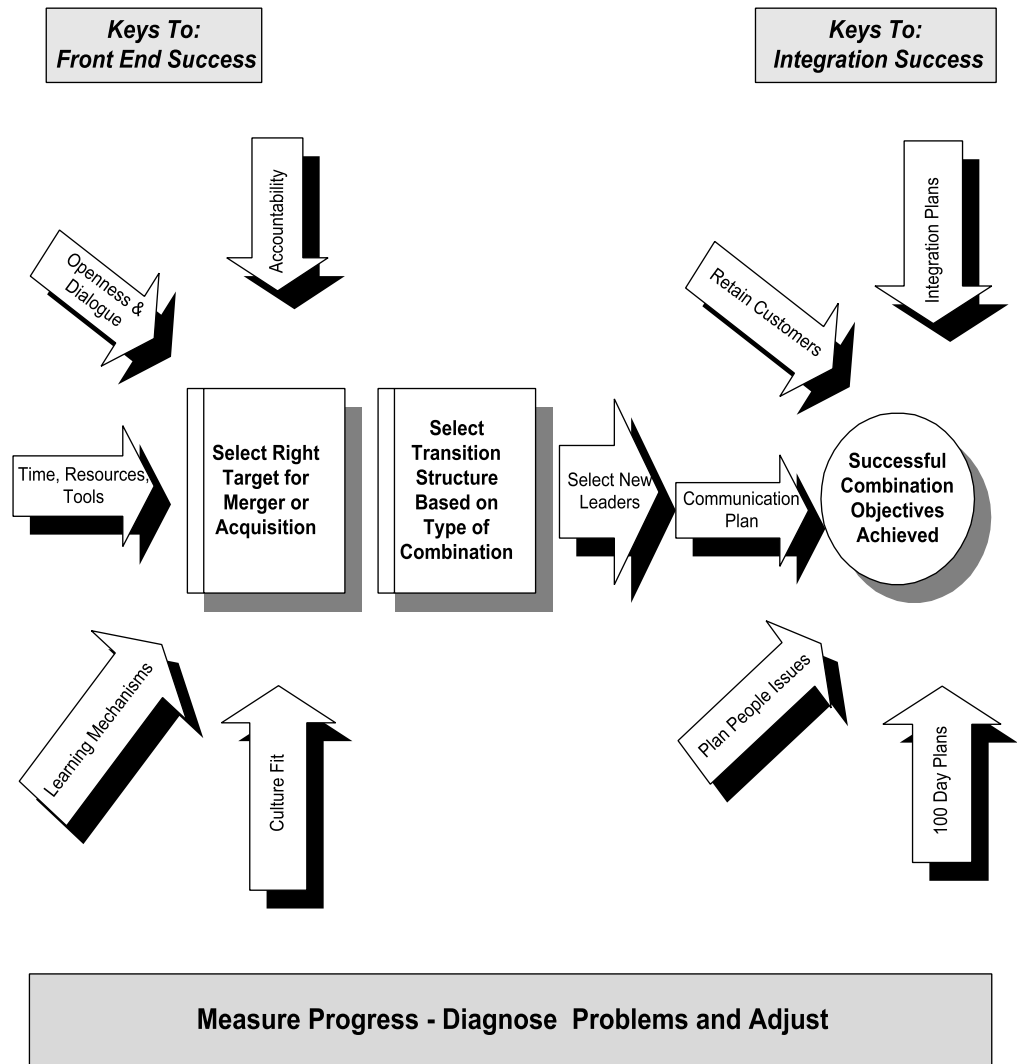 Keys To:
Front End Success
Keys To:
Integration Success
Accountability
Integration Plans
Openness &
Dialogue
Retain Customers
Time, Resources,
Tools
Select Right
Target for
Merger or
Acquisition
Select
Transition
Structure
Based on
Type of
Combination
Select New
Leaders
Communication
Plan
Successful
Combination
Objectives
Achieved
Learning Mechanisms
Culture Fit
Plan People Issues
100 Day Plans
Measure Progress - Diagnose  Problems and Adjust